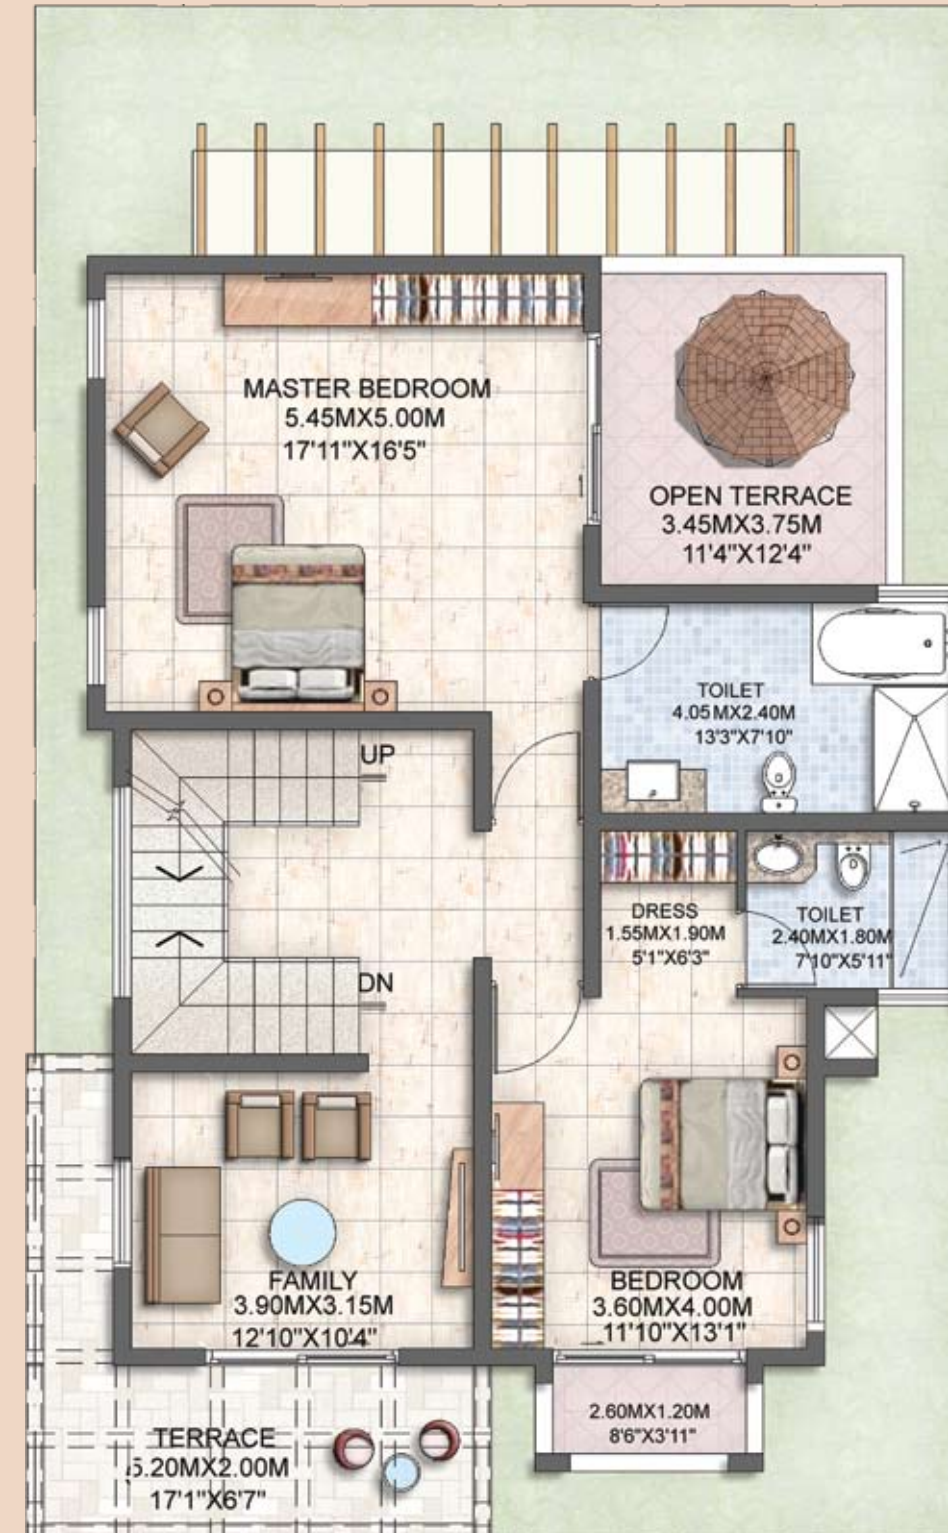 MASTER BEDROOM
5.45MX5.00M
17'11"X16'5"
OPEN TERRACE
3.45MX3.75M
11'4"X12'4"
TOILET
4.05MX2.40M
13'3"X7'10"
UP
DRESS
1.55MX1.90M
5'1"X6'3"
TOILET
2.40MX1.80M
7'10"X5'11"
DN
FAMILY
3.90MX3.15M
12'10"X10'4"
BEDROOM
3.60MX4.00M
11'10"X13'1"
2.60MX1.20M
8'6"X3'11"
TERRACE
5.20MX2.00M
17'1"X6'7"